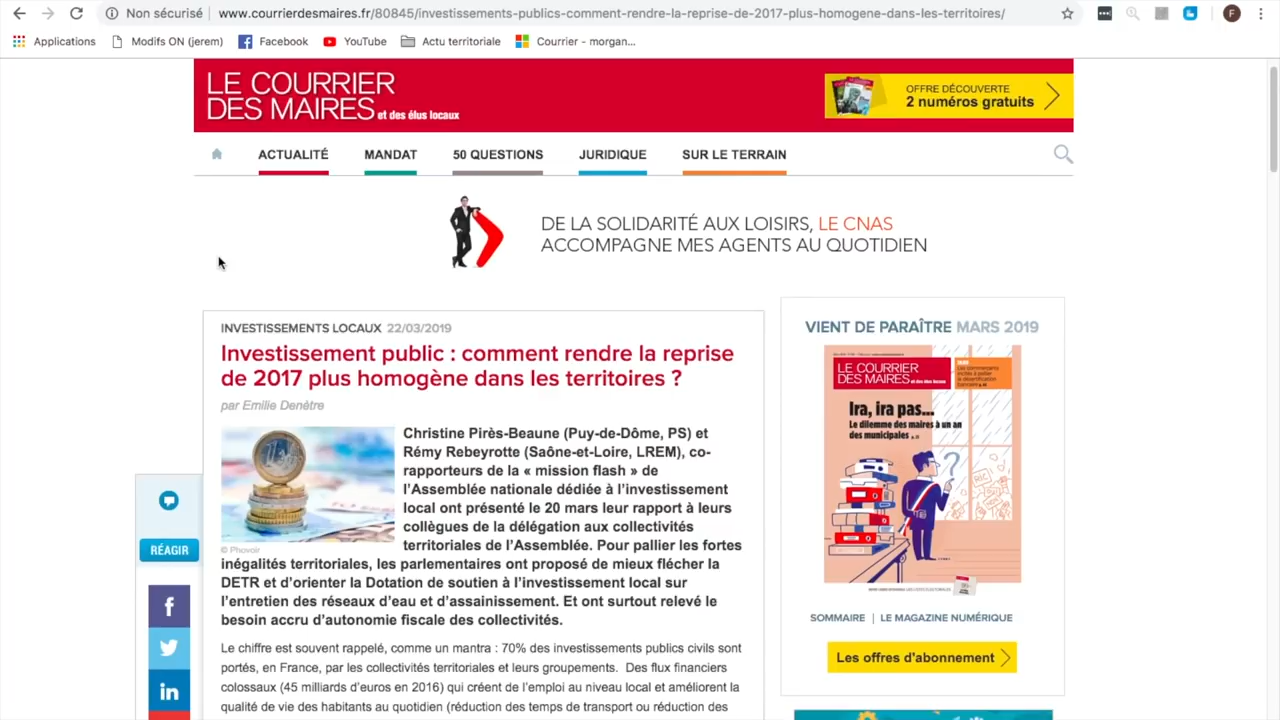 Non sécurisé
www.courrierdesmaires.fr/80845/investissements-publics-comment-rendre-la-reprise-de-2017-plus-homogene-dans-les-territoires/
F
Applications
Modifs ON (jerem)
Facebook
YouTube
Actu territoriale
Courrier - morgan...
LE COURRIER
DES MAIRES et des élus locaux
OFFRE DÉCOUVERTE
2 numéros gratuits
ACTUALITÉ
MANDAT
50 QUESTIONS
JURIDIQUE
SUR LE TERRAIN
DE LA SOLIDARITÉ AUX LOISIRS, LE CNAS
ACCOMPAGNE MES AGENTS AU QUOTIDIEN
INVESTISSEMENTS LOCAUX 22/03/2019
Investissement public : comment rendre la reprise
de 2017 plus homogène dans les territoires ?
par Emilie Denètre
Christine Pirès-Beaune (Puy-de-Dôme, PS) et
Rémy Rebeyrotte (Saône-et-Loire, LREM), co-
rapporteurs de la « mission flash » de
l'Assemblée nationale dédiée à l'investissement
local ont présenté le 20 mars leur rapport à leurs
collègues de la délégation aux collectivités
territoriales de l'Assemblée. Pour pallier les fortes
© Phovoir
inégalités territoriales, les parlementaires ont proposé de mieux flécher la
DETR et d'orienter la Dotation de soutien à l'investissement local sur
l'entretien des réseaux d'eau et d'assainissement. Et ont surtout relevé le
besoin accru d'autonomie fiscale des collectivités.
Le chiffre est souvent rappelé, comme un mantra : 70% des investissements publics civils sont
portés, en France, par les collectivités territoriales et leurs groupements. Des flux financiers
colossaux (45 milliards d'euros en 2016) qui créent de l'emploi au niveau local et améliorent la
qualité de vie des habitants au quotidien (réduction des temps de transport ou réduction des
RÉAGIR
VIENT DE PARAÎTRE MARS 2019
LE COURRIER
DES MAIRES et des élus locaux
Ira, ira pas...
Le dilemme des maires à un an
des municipales
RIC
SOMMAIRE | LE MAGAZINE NUMÉRIQUE
Les offres d'abonnement